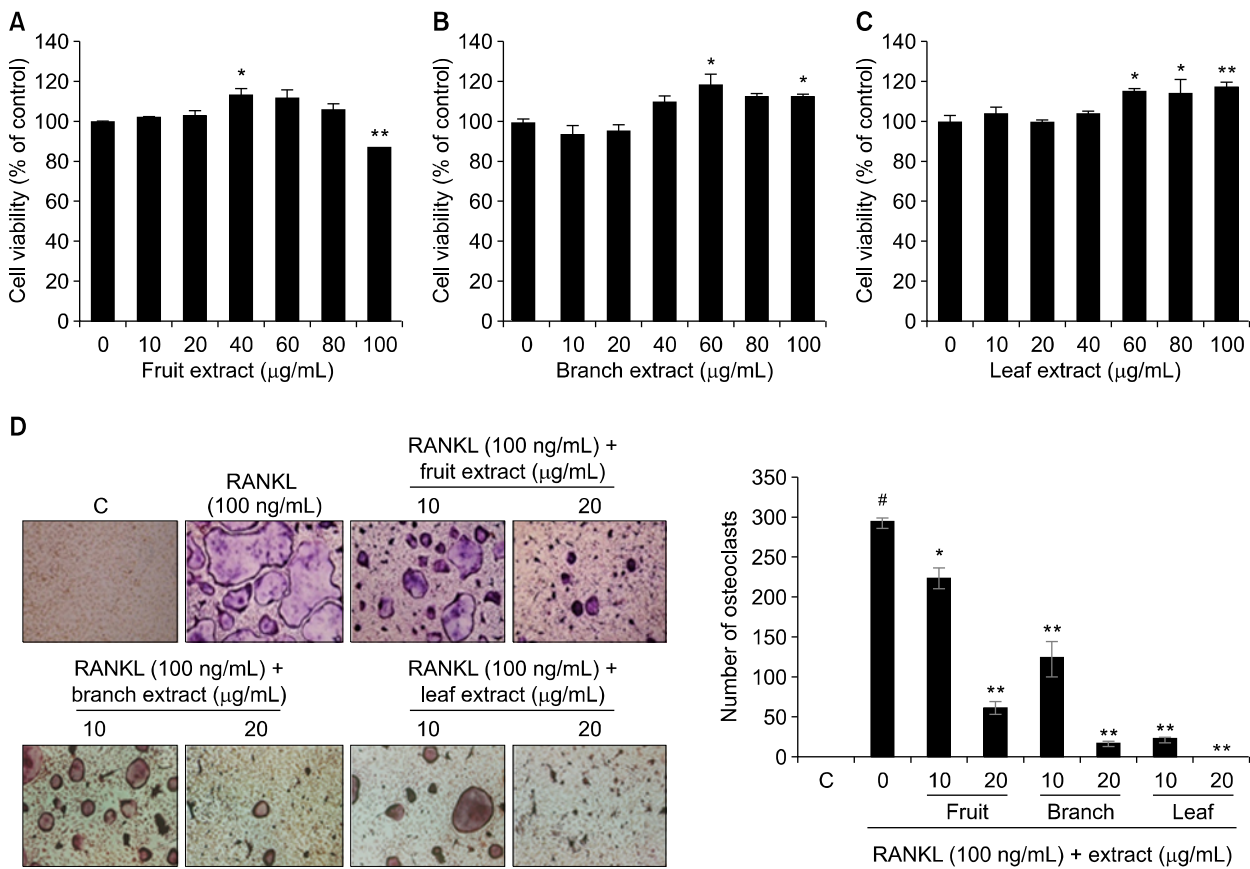 A
140
120
100
80
60
40
20
0
Cell viability (% of control)
*
**
0 10 20 40 60 80 100
Fruit extract (μg/mL)
B
140
120
100
80
60
40
20
0
Cell viability (% of control)
*
*
0 10 20 40 60 80 100
Branch extract (μg/mL)
C
140
120
100
80
60
40
20
0
Cell viability (% of control)
*
*
**
0 10 20 40 60 80 100
Leaf extract (μg/mL)
D
C
RANKL
(100 ng/mL)
RANKL (100 ng/mL) +
fruit extract (μg/mL)
10 20
RANKL (100 ng/mL) +
branch extract (μg/mL)
10 20
RANKL (100 ng/mL) +
leaf extract (μg/mL)
10 20
350
300
250
200
150
100
50
0
Number of osteoclasts
#
*
**
**
**
**
**
C 0 10 20 10 20 10 20
Fruit Branch Leaf
RANKL (100 ng/mL) + extract (μg/mL)